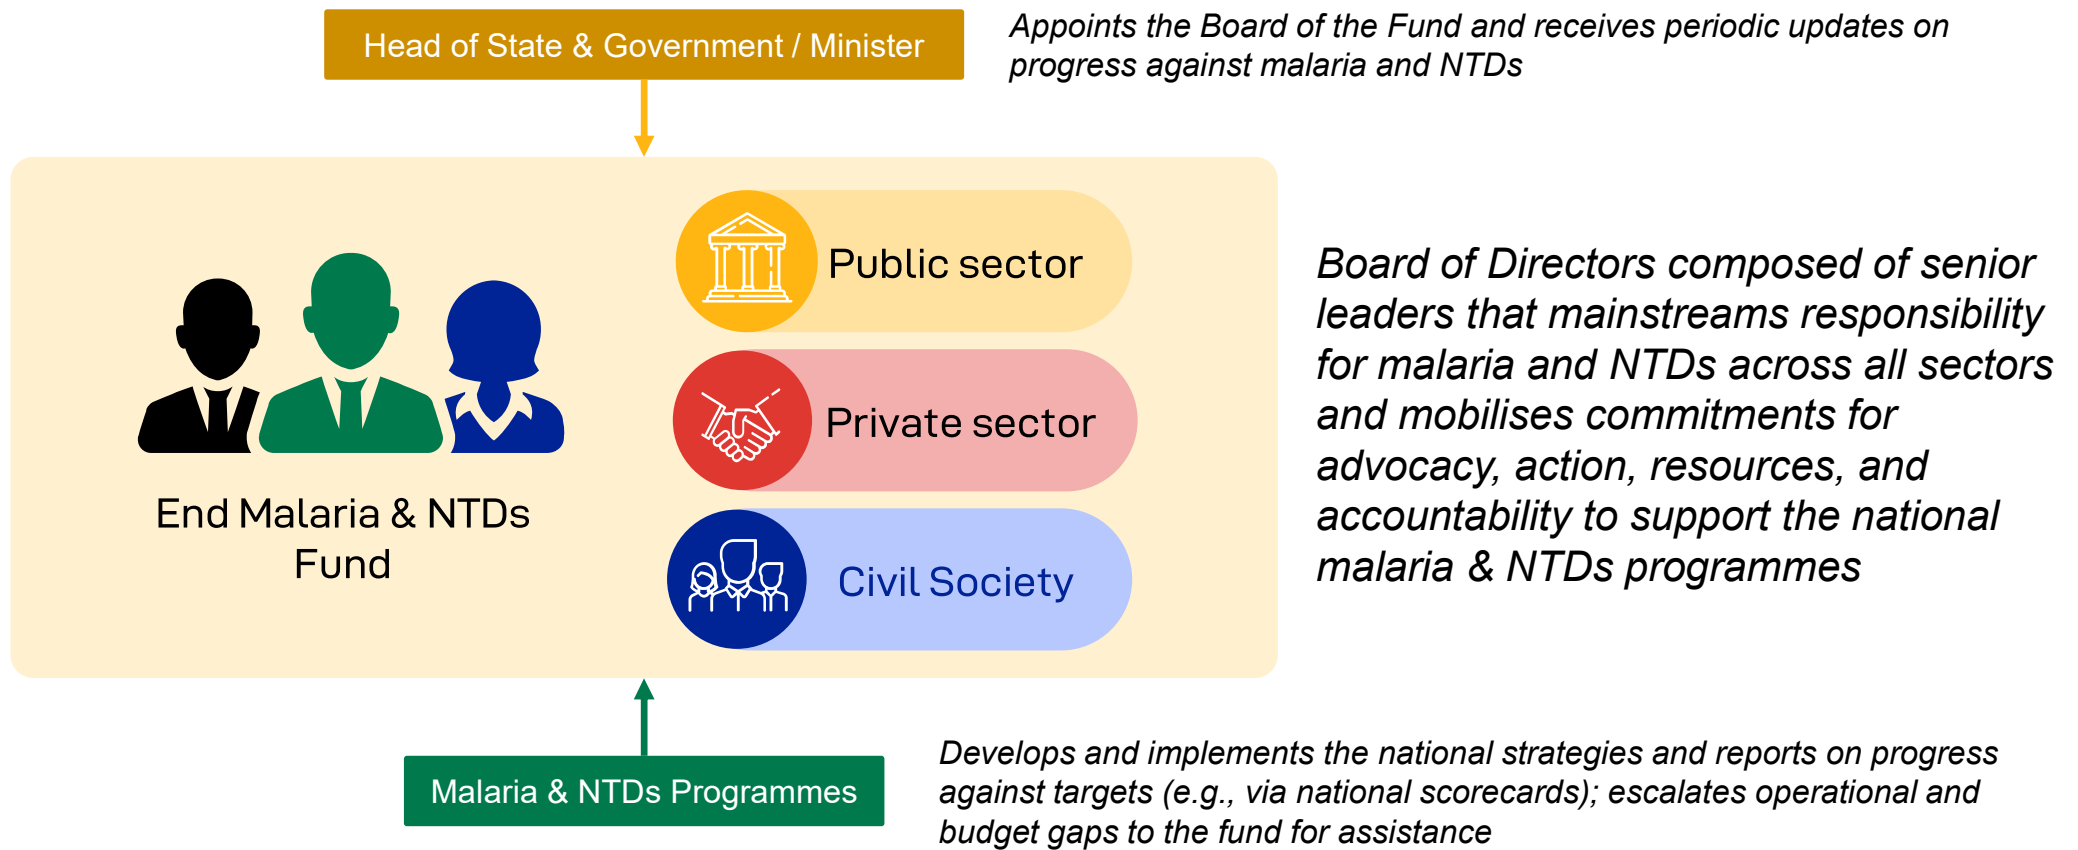 Head of State & Government / Minister
Appoints the Board of the Fund and receives periodic updates on
progress against malaria and NTDs
End Malaria & NTDs
Fund
Public sector
Private sector
Civil Society
Board of Directors composed of senior
leaders that mainstreams responsibility
for malaria and NTDs across all sectors
and mobilises commitments for
advocacy, action, resources, and
accountability to support the national
malaria & NTDs programmes
Malaria & NTDs Programmes
Develops and implements the national strategies and reports on progress
against targets (e.g., via national scorecards); escalates operational and
budget gaps to the fund for assistance